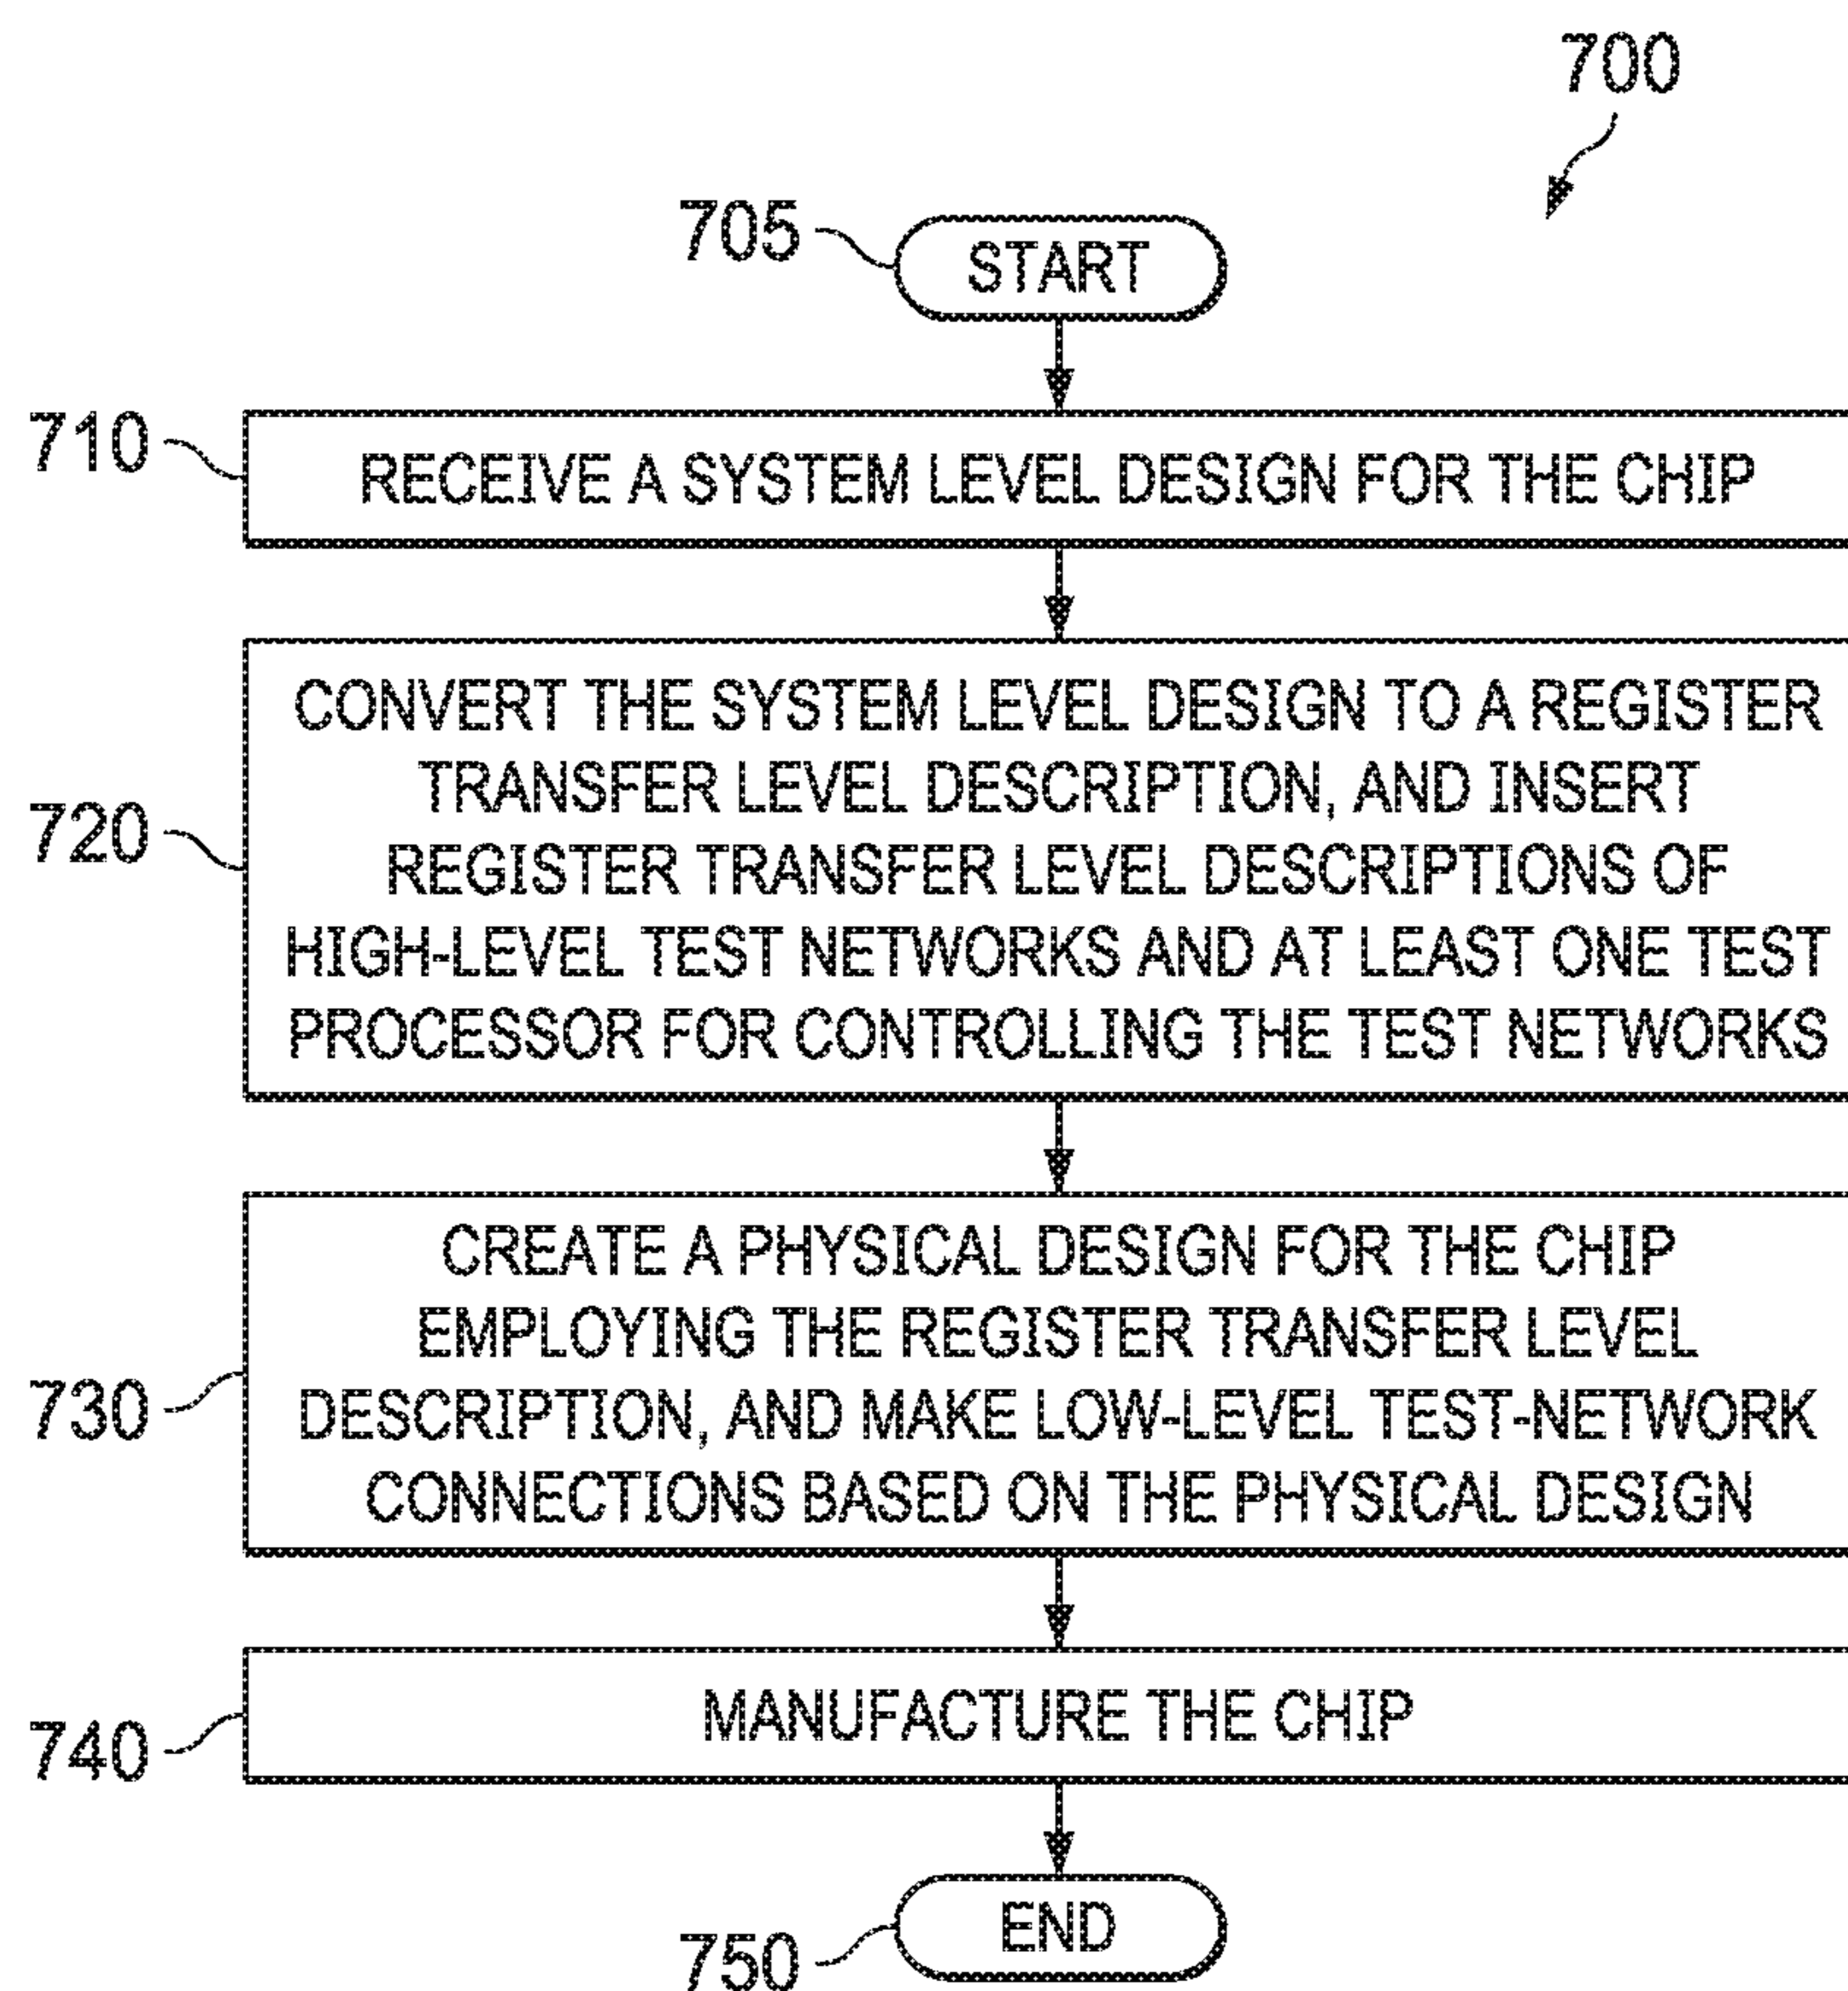 700
705
START
710
RECEIVE A SYSTEM LEVEL DESIGN FOR THE CHIP
720
CONVERT THE SYSTEM LEVEL DESIGN TO A REGISTER
TRANSFER LEVEL DESCRIPTION, AND INSERT
REGISTER TRANSFER LEVEL DESCRIPTIONS OF
HIGH-LEVEL TEST NETWORKS AND AT LEAST ONE TEST
PROCESSOR FOR CONTROLLING THE TEST NETWORKS
730
CREATE A PHYSICAL DESIGN FOR THE CHIP
EMPLOYING THE REGISTER TRANSFER LEVEL
DESCRIPTION, AND MAKE LOW-LEVEL TEST-NETWORK
CONNECTIONS BASED ON THE PHYSICAL DESIGN
740
MANUFACTURE THE CHIP
750
END